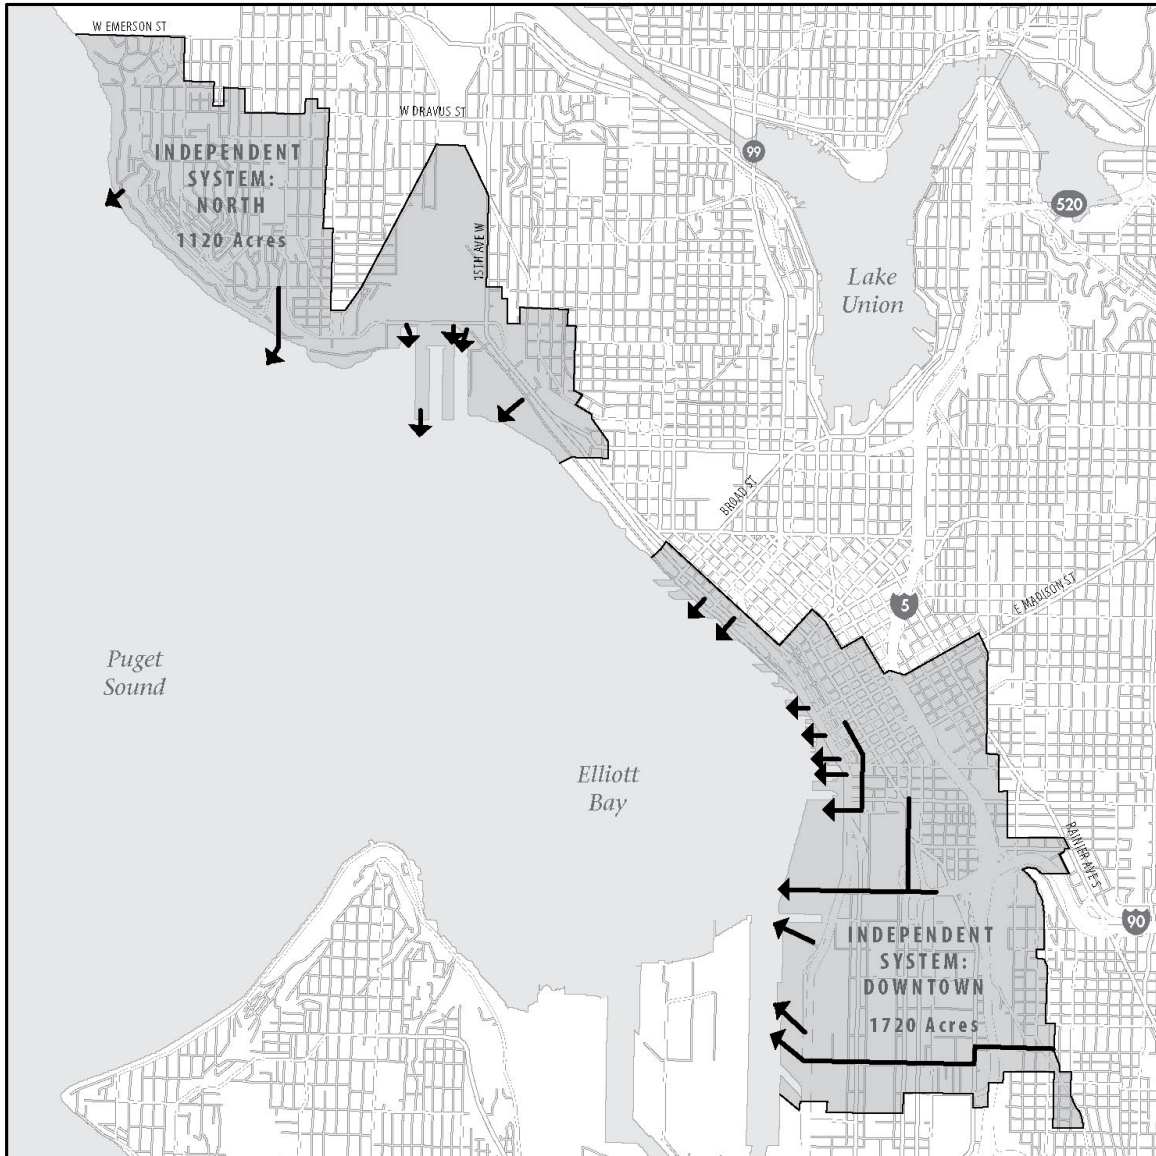 W EMERSON ST
W DRAVUS ST
INDEPENDENT
SYSTEM:
NORTH
1120 Acres
15TH AVE W
99
520
Lake
Union
BROAD ST
5
E MADISON ST
Puget
Sound
Elliott
Bay
RAINIER AVE S
90
INDEPENDENT
SYSTEM:
DOWNTOWN
1720 Acres